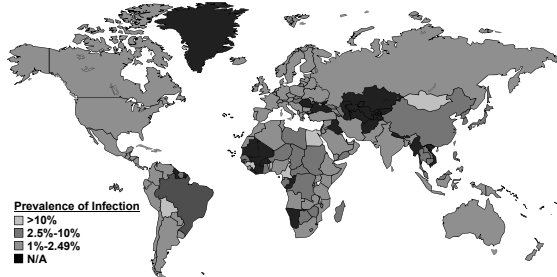 Prevalence of Infection
>10%
2.5%-10%
1%-2.49%
N/A